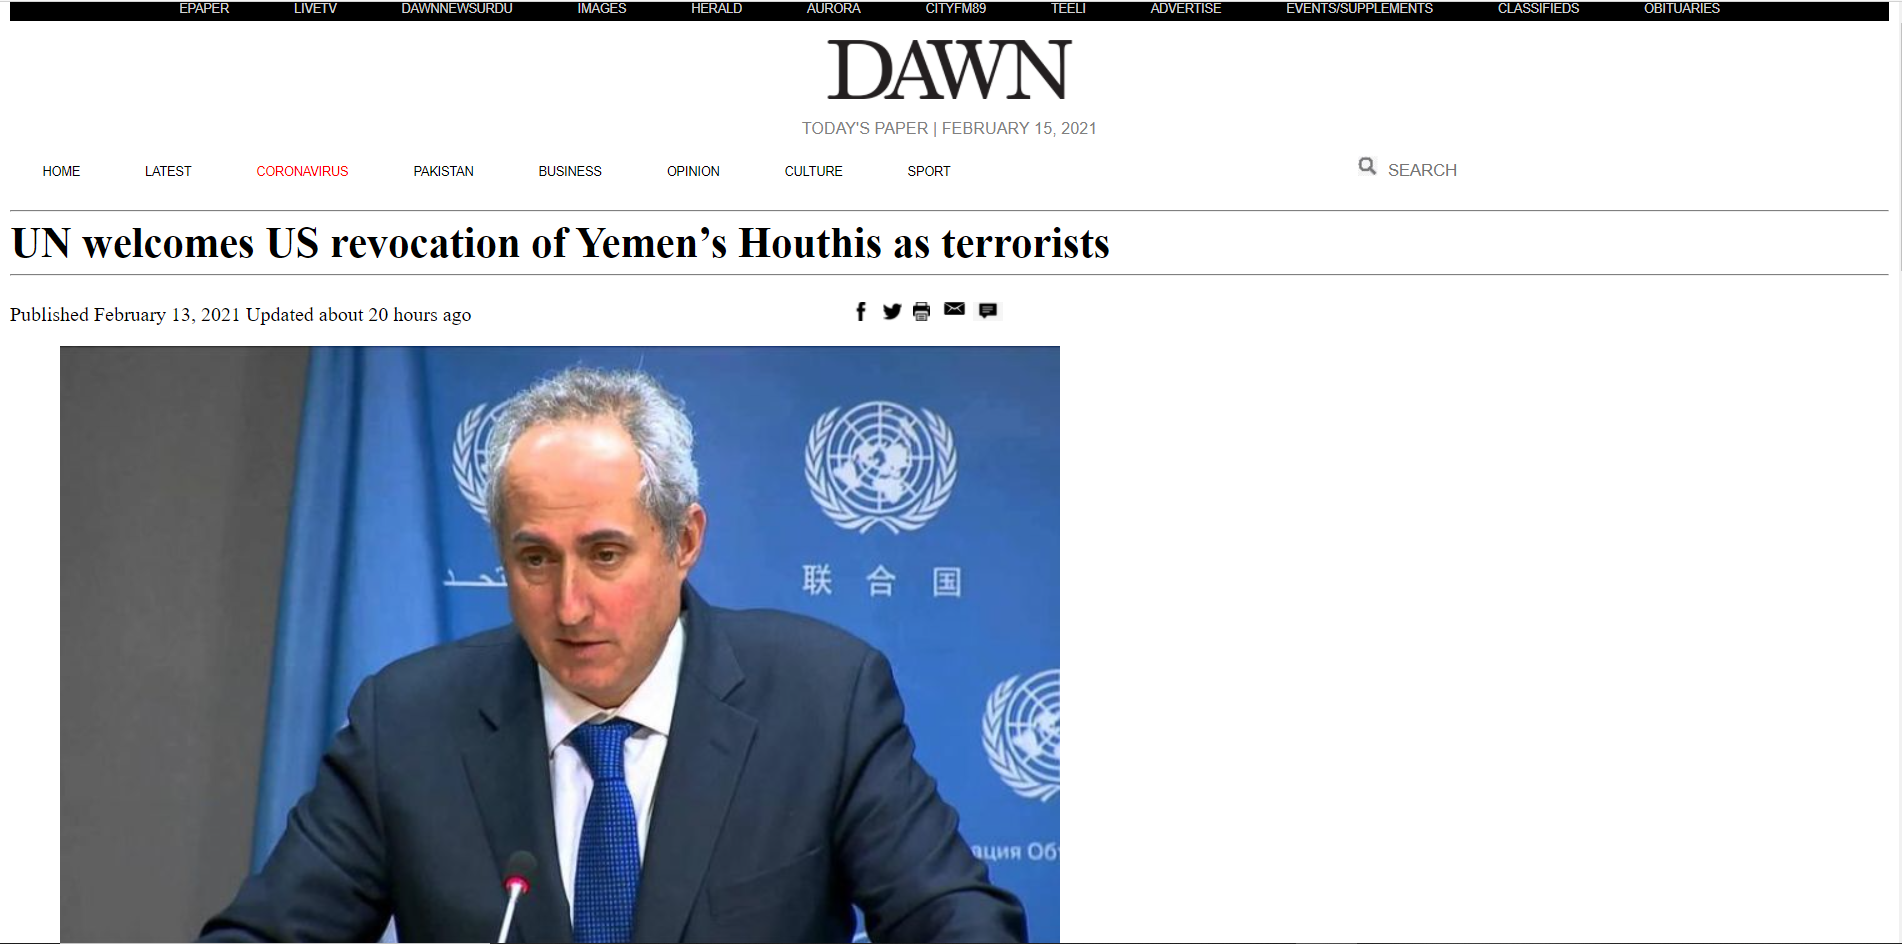 EPAPER LIVETV DAWNNEWSURDU IMAGES HERALD AURORA CITYFM89 TEELI ADVERTISE EVENTS/SUPPLEMENTS CLASSIFIEDS OBITUARIES
DAWN
TODAY'S PAPER | FEBRUARY 15, 2021
HOME LATEST CORONAVIRUS PAKISTAN BUSINESS OPINION CULTURE SPORT SEARCH
UN welcomes US revocation of Yemen’s Houthis as terrorists
Published February 13, 2021 Updated about 20 hours ago
联合国